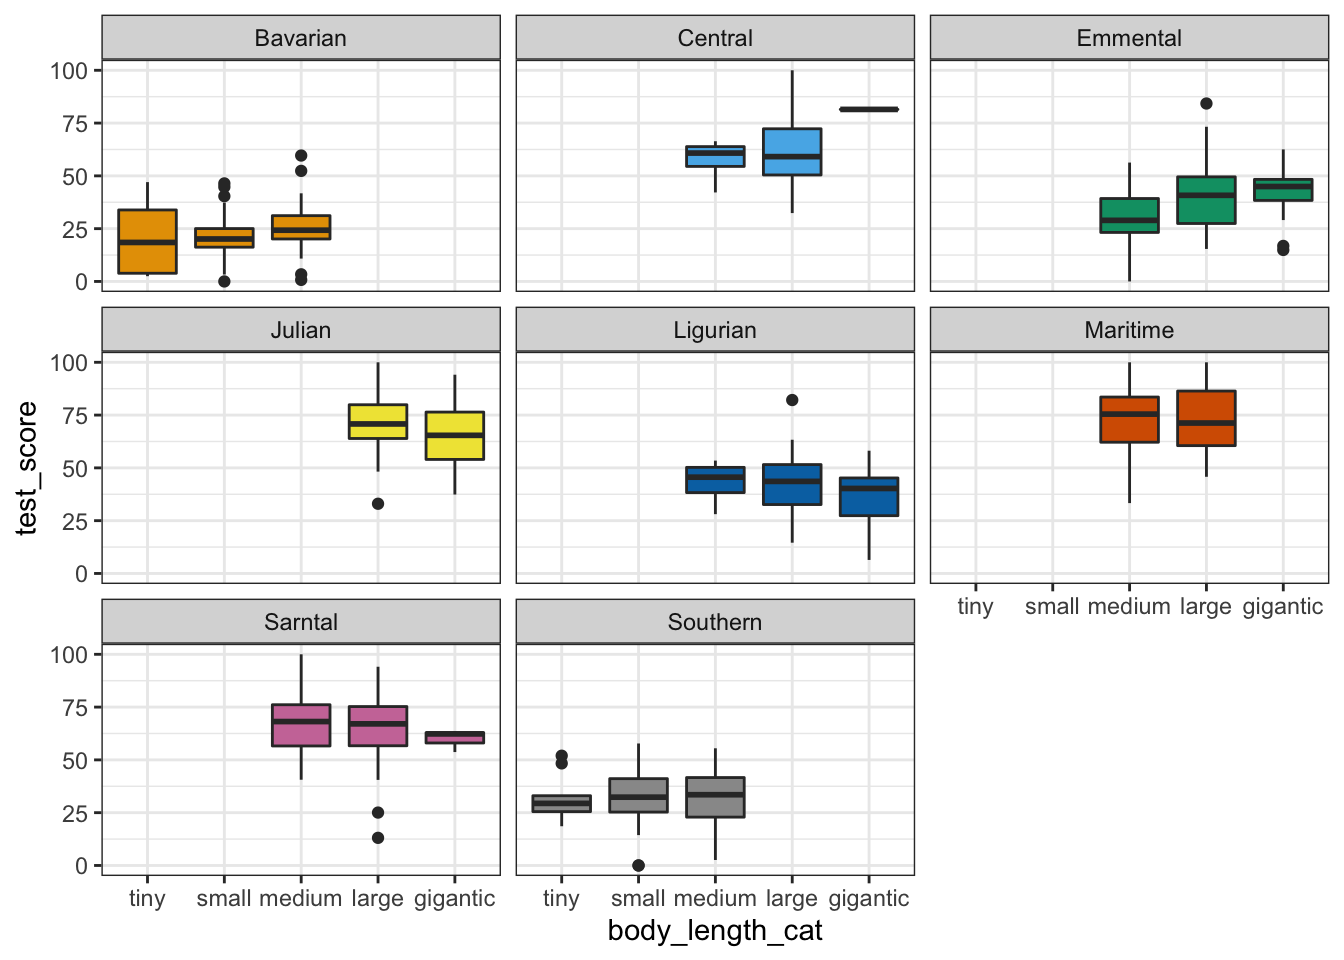 Bavarian Central Emmental
100
75
50
25
0
Julian Ligurian Maritime
100
75
50
25
0
test_score
tiny small medium large gigantic
Sarntal Southern
100
75
50
25
0
tiny small medium large gigantic tiny small medium large gigantic
body_length_cat